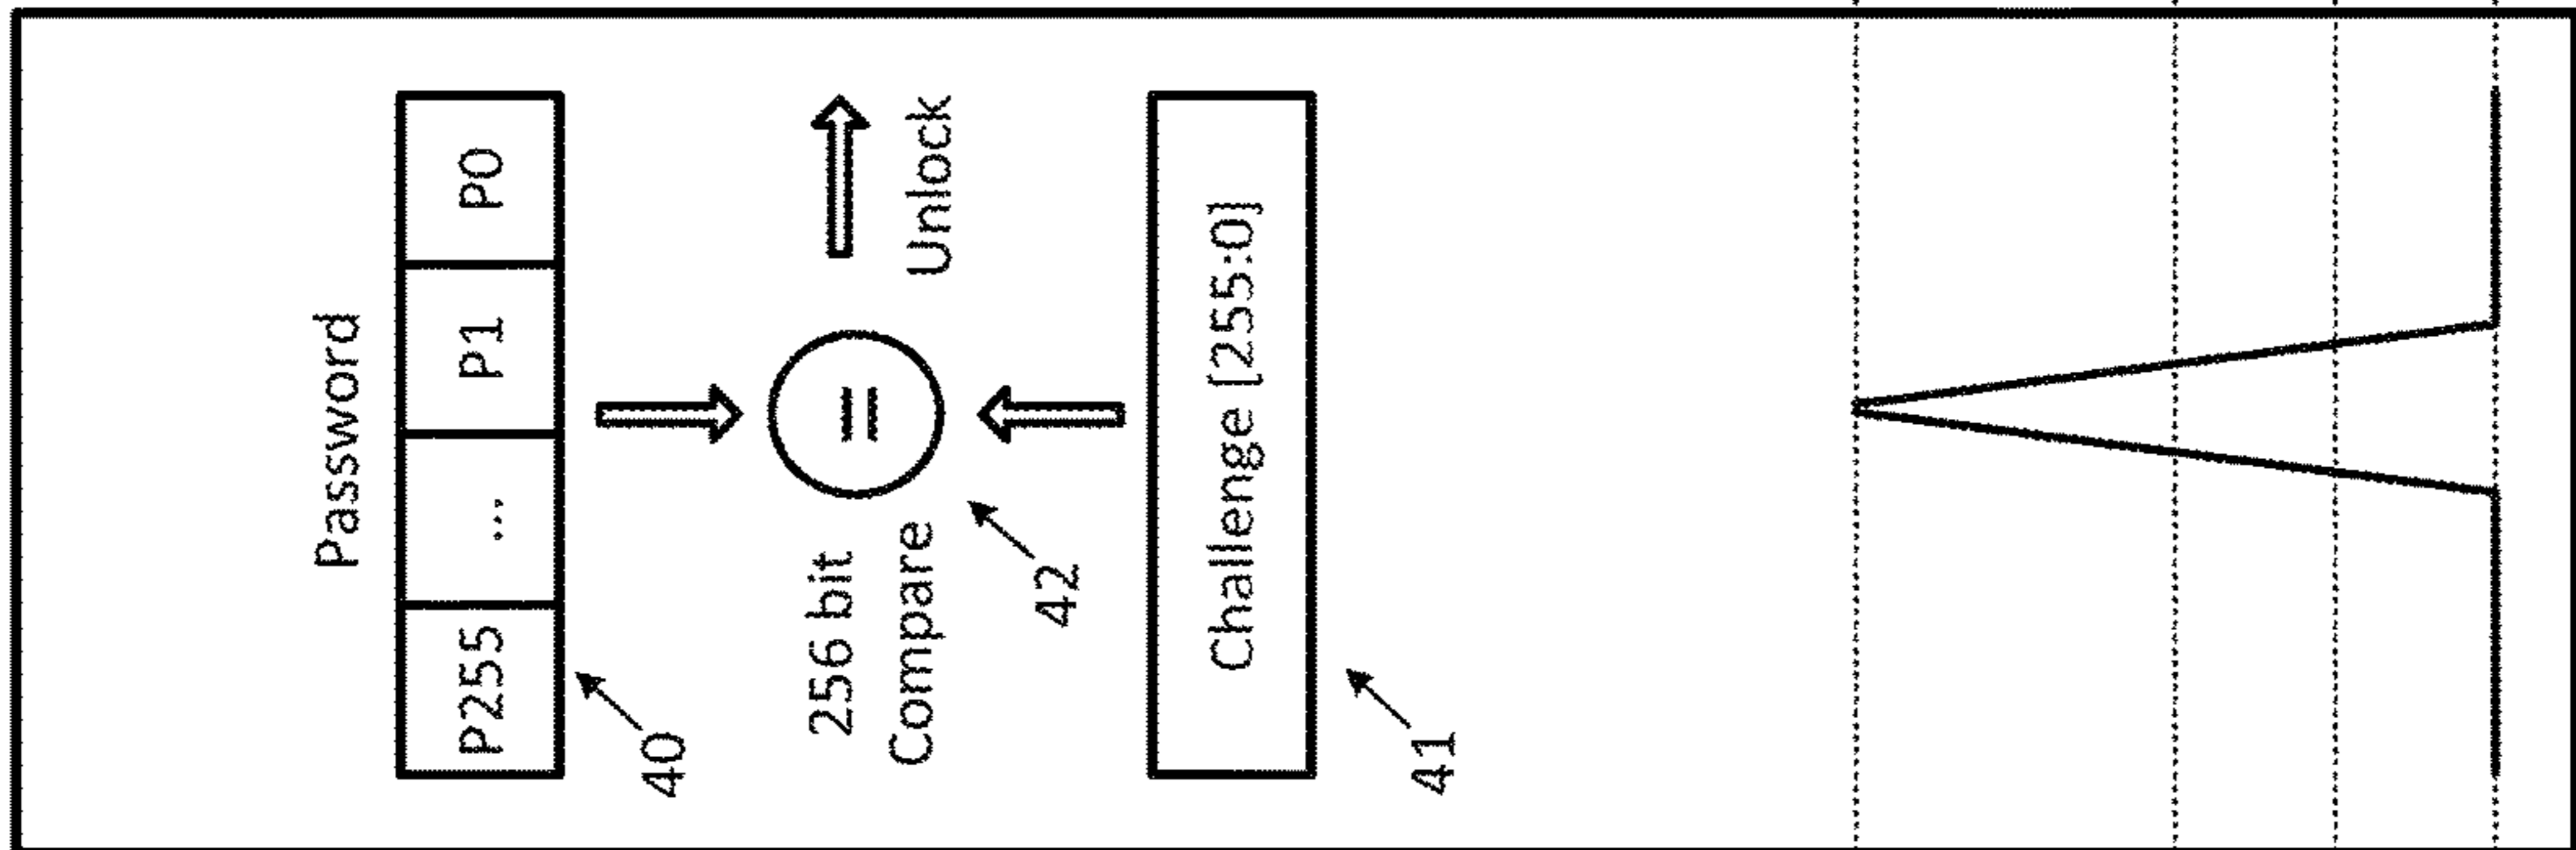 Password
P255 ... P1 P0
40
256 bit
Compare
=
Unlock
42
Challenge [255:0]
41